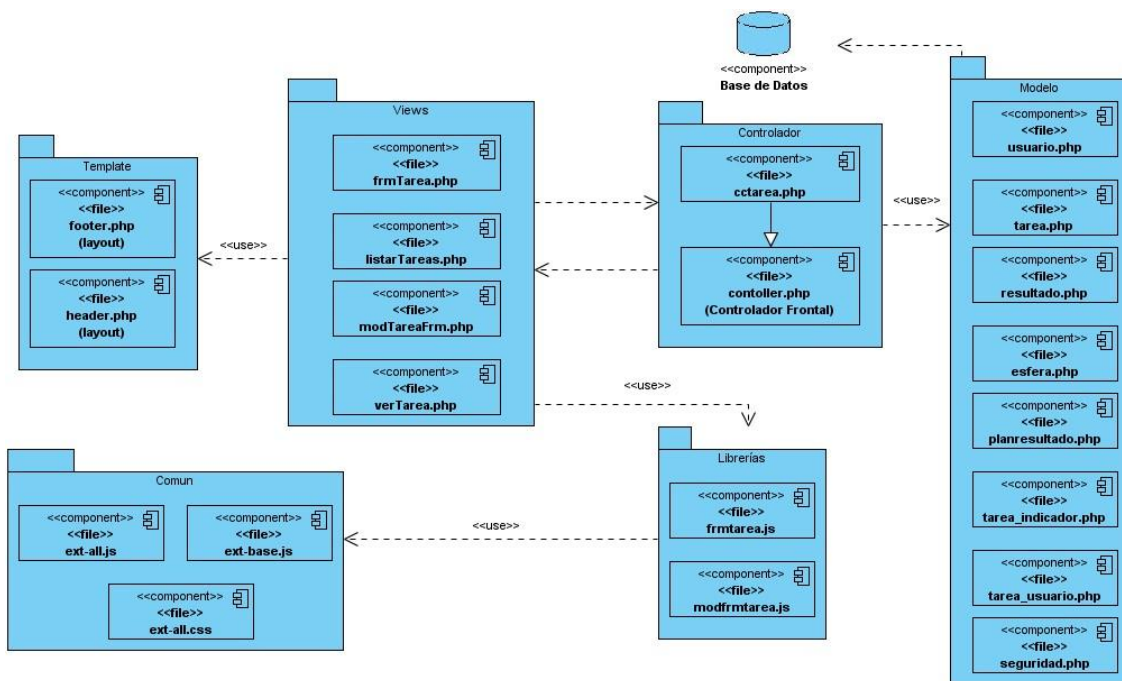 <<component>>
Base de Datos
Template
<<component>>
<<file>>
footer.php
(layout)
<<component>>
<<file>>
header.php
(layout)
<<use>>
Views
<<component>>
<<file>>
frmTarea.php
<<component>>
<<file>>
listarTareas.php
<<component>>
<<file>>
modTareaFrm.php
<<component>>
<<file>>
verTarea.php
Controlador
<<component>>
<<file>>
cctarea.php
<<component>>
<<file>>
contoller.php
(Controlador Frontal)
<<use>>
Modelo
<<component>>
<<file>>
usuario.php
<<component>>
<<file>>
tarea.php
<<component>>
<<file>>
resultado.php
<<component>>
<<file>>
esfera.php
<<component>>
<<file>>
planresultado.php
<<component>>
<<file>>
tarea_indicador.php
<<component>>
<<file>>
tarea_usuario.php
<<component>>
<<file>>
seguridad.php
<<use>>
Comun
<<component>>
<<file>>
ext-all.js
<<component>>
<<file>>
ext-base.js
<<component>>
<<file>>
ext-all.css
<<use>>
Librerías
<<component>>
<<file>>
frmtarea.js
<<component>>
<<file>>
modfrmtarea.js